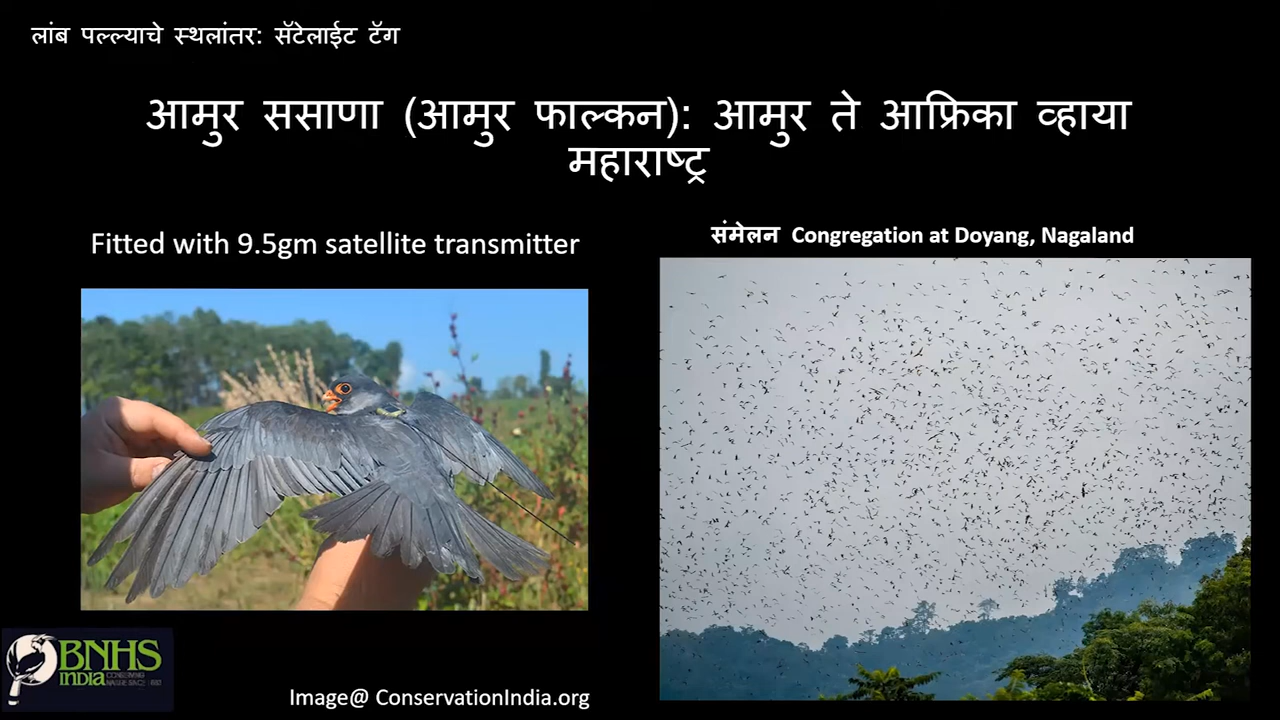 लांब पल्ल्याचे स्थलांतर: सॅटेलाईट टॅग
आमुर ससाणा (आमुर फाल्कन): आमुर ते आफ्रिका व्हाया
महाराष्ट्र
Fitted with 9.5gm satellite transmitter
संमेलन Congregation at Doyang, Nagaland
BNHS
INDIA
Image@ ConservationIndia.org